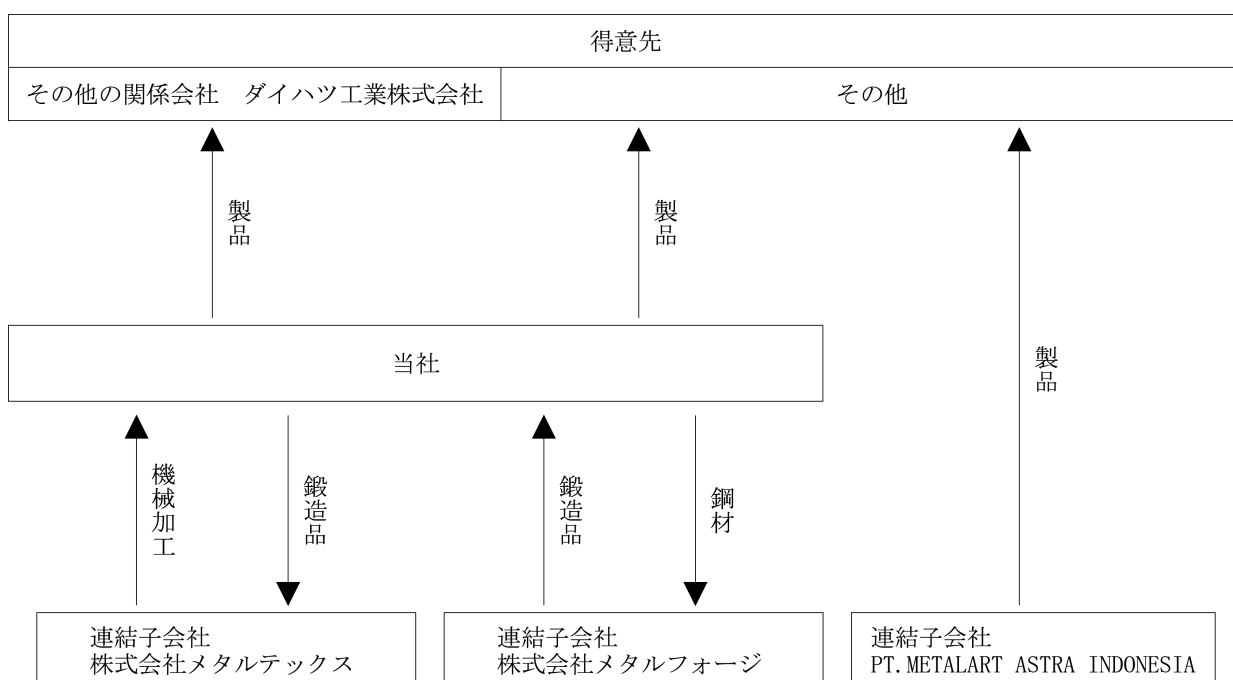 得意先
その他の関係会社　ダイハツ工業株式会社
その他
製品
製品
製品
当社
機械加工
鍛造品
鍛造品
鋼材
連結子会社
株式会社メタルテックス
連結子会社
株式会社メタルフォージ
連結子会社
PT.METALART ASTRA INDONESIA